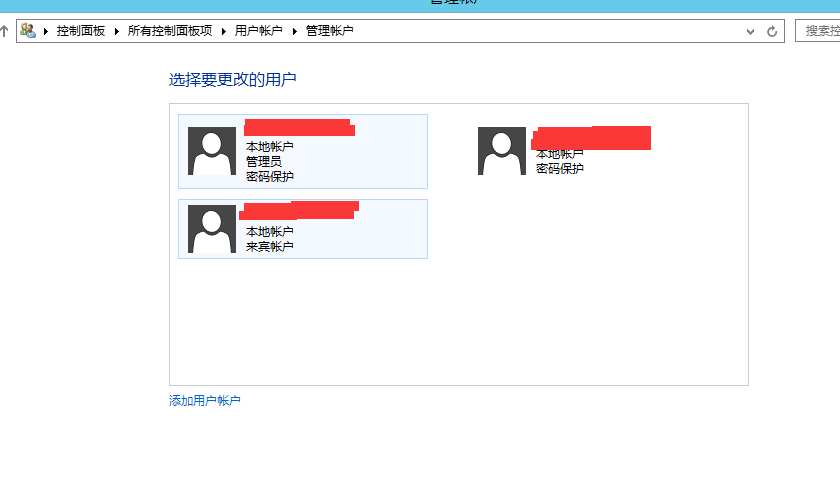 控制面板 所有控制面板项 用户帐户 管理帐户
选择要更改的用户
本地帐户
管理员
密码保护
本地帐户
密码保护
本地帐户
来宾帐户
添加用户帐户